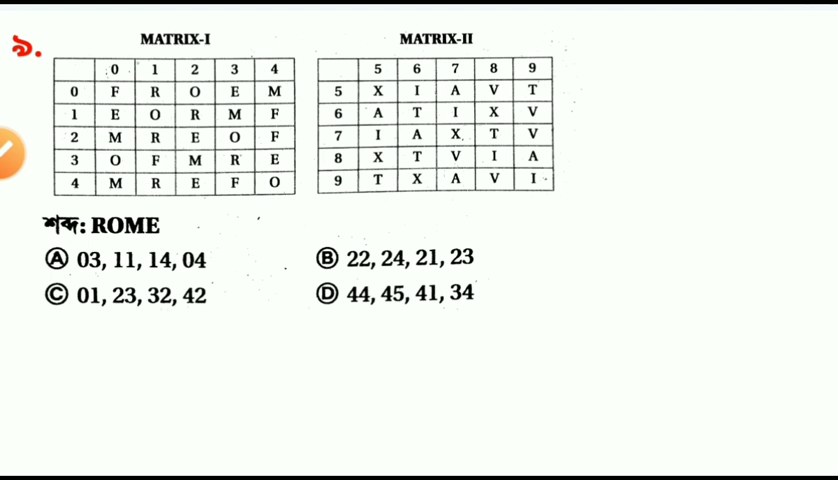 ৯.
MATRIX-I MATRIX-II
0 1 2 3 4
0 F R O E M
1 E O R M F
2 M R E O F
3 O F M R E
4 M R E F O
5 6 7 8 9
5 X I A V T
6 A T I X V
7 I A X T V
8 X T V I A
9 T X A V I
শব্দ: ROME
Ⓐ 03, 11, 14, 04 Ⓑ 22, 24, 21, 23
Ⓒ 01, 23, 32, 42 Ⓓ 44, 45, 41, 34